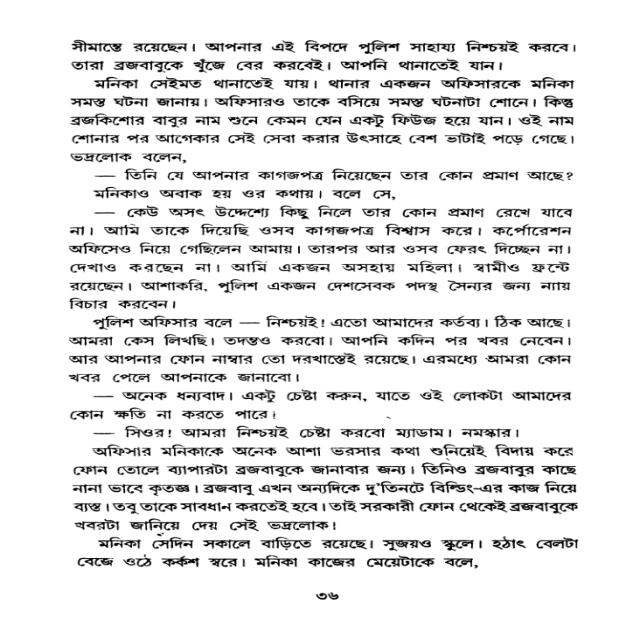 সীমান্তে রয়েছেন। আপনার এই বিপদে পুলিশ সাহায্য নিশ্চয়ই করবে।
তারা ব্রজবাবুকে খুঁজে বের করবেই। আপনি থানাতেই যান।
মনিকা সেইমত থানাতেই যায়। থানার একজন অফিসারকে মনিকা
সমস্ত ঘটনা জানায়। অফিসারও তাকে বসিয়ে সমস্ত ঘটনাটা শোনে। কিন্তু
ব্রজকিশোর বাবুর নাম শুনে কেমন যেন একটু ফিউজ হয়ে যান। ওই নাম
শোনার পর আগেকার সেই সেবা করার উৎসাহে বেশ ভাটাই পড়ে গেছে।
ভদ্রলোক বলেন,
— তিনি যে আপনার কাগজপত্র নিয়েছেন তার কোন প্রমাণ আছে?
মনিকাও অবাক হয় ওর কথায়। বলে সে,
— কেউ অসৎ উদ্দেশ্যে কিছু নিলে তার কোন প্রমাণ রেখে যাবে
না। আমি তাকে দিয়েছি ওসব কাগজপত্র বিশ্বাস করে। কর্পোরেশন
অফিসেও নিয়ে গেছিলেন আমায়। তারপর আর ওসব ফেরৎ দিচ্ছেন না।
দেখাও করছেন না। আমি একজন অসহায় মহিলা। স্বামীও ফ্রন্টে
রয়েছেন। আশাকরি, পুলিশ একজন দেশসেবক পদস্থ সৈন্যর জন্য ন্যায়
বিচার করবেন।
পুলিশ অফিসার বলে — নিশ্চয়ই! এতো আমাদের কর্তব্য। ঠিক আছে।
আমরা কেস লিখছি। তদন্তও করবো। আপনি কদিন পর খবর নেবেন।
আর আপনার ফোন নাম্বার তো দরখাস্তেই রয়েছে। এরমধ্যে আমরা কোন
খবর পেলে আপনাকে জানাবো।
— অনেক ধন্যবাদ। একটু চেষ্টা করুন, যাতে ওই লোকটা আমাদের
কোন ক্ষতি না করতে পারে!
— সিওর! আমরা নিশ্চয়ই চেষ্টা করবো ম্যাডাম। নমস্কার।
অফিসার মনিকাকে অনেক আশা ভরসার কথা শুনিয়েই বিদায় করে
ফোন তোলে ব্যাপারটা ব্রজবাবুকে জানাবার জন্য। তিনিও ব্রজবাবুর কাছে
নানা ভাবে কৃতজ্ঞ। ব্রজবাবু এখন অন্যদিকে দু'তিনটে বিল্ডিং-এর কাজ নিয়ে
ব্যস্ত। তবু তাকে সাবধান করতেই হবে। তাই সরকারী ফোন থেকেই ব্রজবাবুকে
খবরটা জানিয়ে দেয় সেই ভদ্রলোক!
মনিকা সেদিন সকালে বাড়িতে রয়েছে। সুজয়ও স্কুলে। হঠাৎ বেলটা
বেজে ওঠে কর্কশ স্বরে। মনিকা কাজের মেয়েটাকে বলে,
৩৬